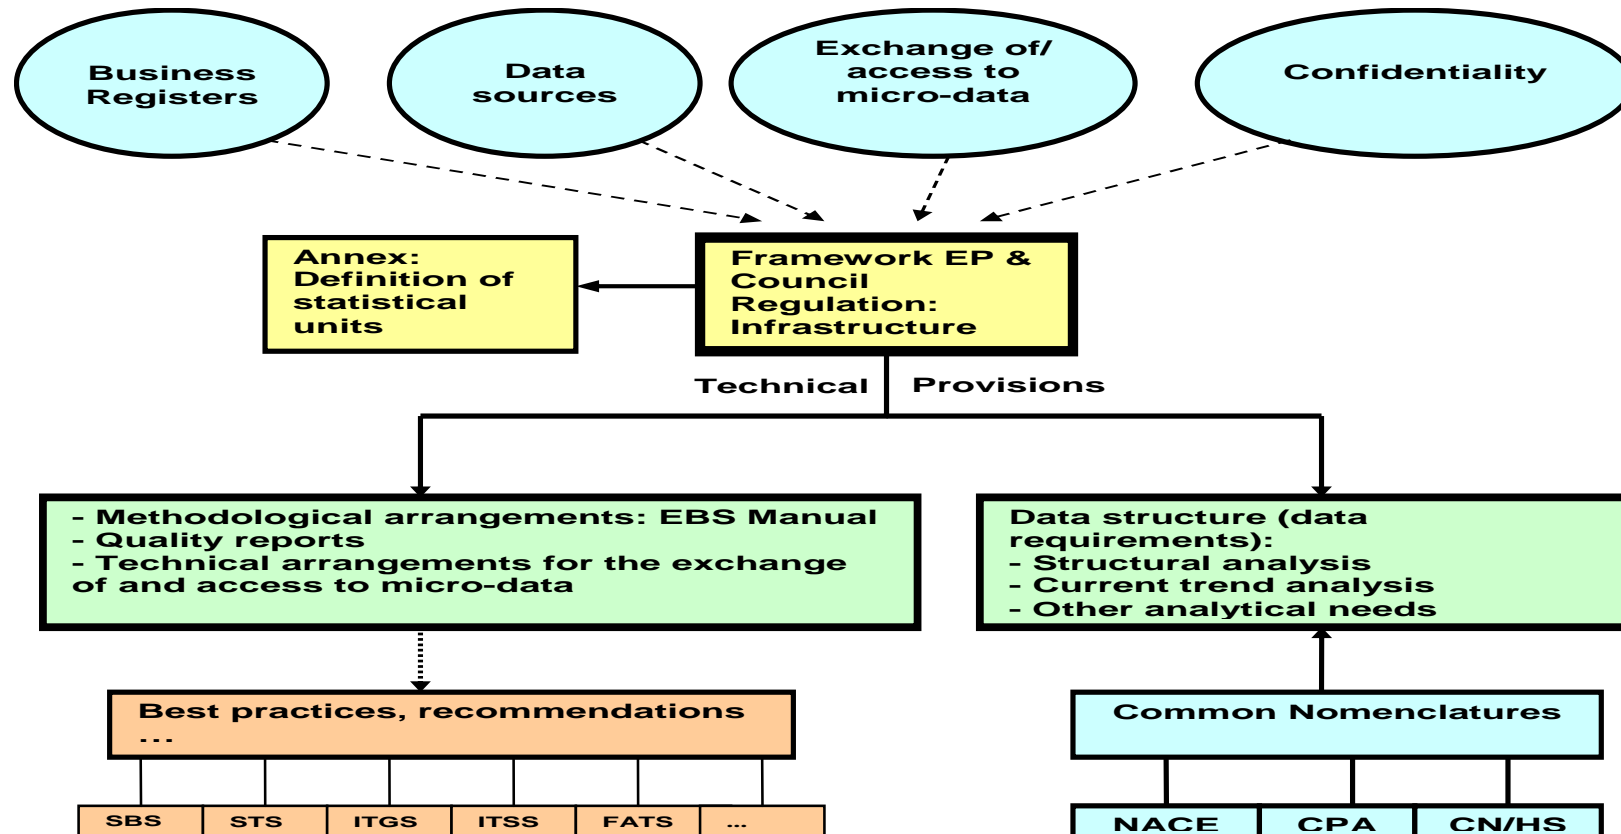 Business
Registers
Data
sources
Exchange of/
access to
micro-data
Confidentiality
Annex:
Definition of
statistical
units
Framework EP &
Council
Regulation:
Infrastructure
Technical Provisions
- Methodological arrangements: EBS Manual
- Quality reports
- Technical arrangements for the exchange
of and access to micro-data
Data structure (data
requirements):
- Structural analysis
- Current trend analysis
- Other analytical needs
Best practices, recommendations
...
Common Nomenclatures
SBS STS ITGS ITSS FATS ...
NACE CPA CN/HS